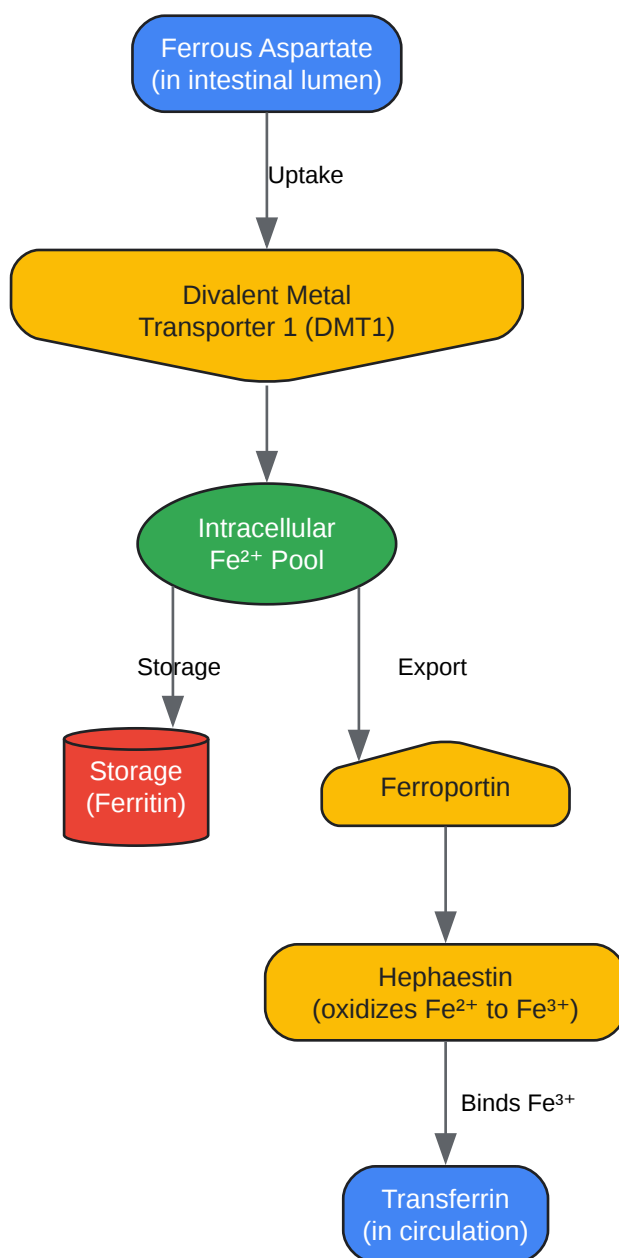 Ferrous Aspartate
(in intestinal lumen)
Uptake
Divalent Metal
Transporter 1 (DMT1)
Intracellular
Fe²⁺ Pool
Storage
Export
Storage
(Ferritin)
Ferroportin
Hephaestin
(oxidizes Fe²⁺ to Fe³⁺)
Binds Fe³⁺
Transferrin
(in circulation)